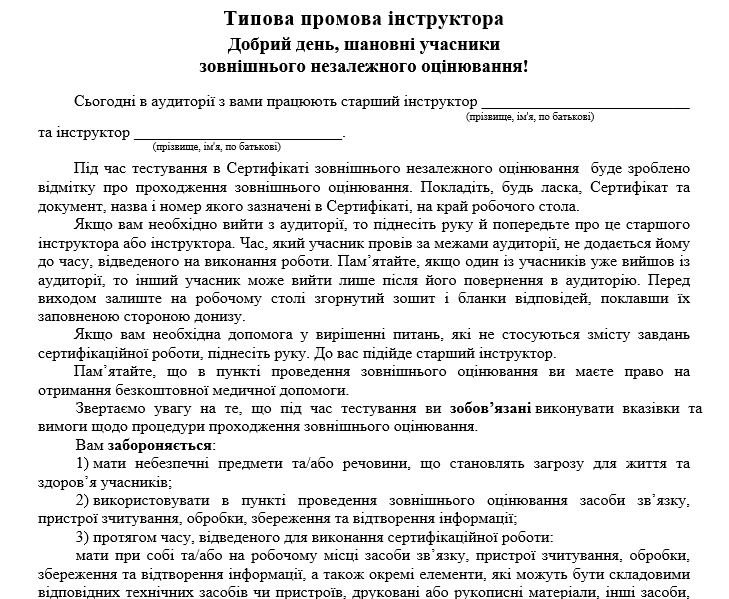 Типова промова інструктора
Добрий день, шановні учасники
зовнішнього незалежного оцінювання!
Сьогодні в аудиторії з вами працюють старший інструктор ___________________________
(прізвище, ім'я, по батькові)
та інструктор ___________________________.
(прізвище, ім'я, по батькові)
Під час тестування в Сертифікаті зовнішнього незалежного оцінювання буде зроблено
відмітку про проходження зовнішнього оцінювання. Покладіть, будь ласка, Сертифікат та
документ, назва і номер якого зазначені в Сертифікаті, на край робочого стола.
Якщо вам необхідно вийти з аудиторії, то піднесіть руку й попередьте про це старшого
інструктора або інструктора. Час, який учасник провів за межами аудиторії, не додається йому
до часу, відведеного на виконання роботи. Пам’ятайте, якщо один із учасників уже вийшов із
аудиторії, то інший учасник може вийти лише після його повернення в аудиторію. Перед
виходом залиште на робочому столі згорнутий зошит і бланки відповідей, поклавши їх
заповненою стороною донизу.
Якщо вам необхідна допомога у вирішенні питань, які не стосуються змісту завдань
сертифікаційної роботи, піднесіть руку. До вас підійде старший інструктор.
Пам’ятайте, що в пункті проведення зовнішнього оцінювання ви маєте право на
отримання безкоштовної медичної допомоги.
Звертаємо увагу на те, що під час тестування ви зобов’язані виконувати вказівки та
вимоги щодо процедури проходження зовнішнього оцінювання.
Вам забороняється:
1) мати небезпечні предмети та/або речовини, що становлять загрозу для життя та
здоров’я учасників;
2) використовувати в пункті проведення зовнішнього оцінювання засоби зв’язку,
пристрої зчитування, обробки, збереження та відтворення інформації;
3) протягом часу, відведеного для виконання сертифікаційної роботи:
мати при собі та/або на робочому місці засоби зв’язку, пристрої зчитування, обробки,
збереження та відтворення інформації, а також окремі елементи, які можуть бути складовими
відповідних технічних засобів чи пристроїв, друковані або рукописні матеріали, інші засоби,